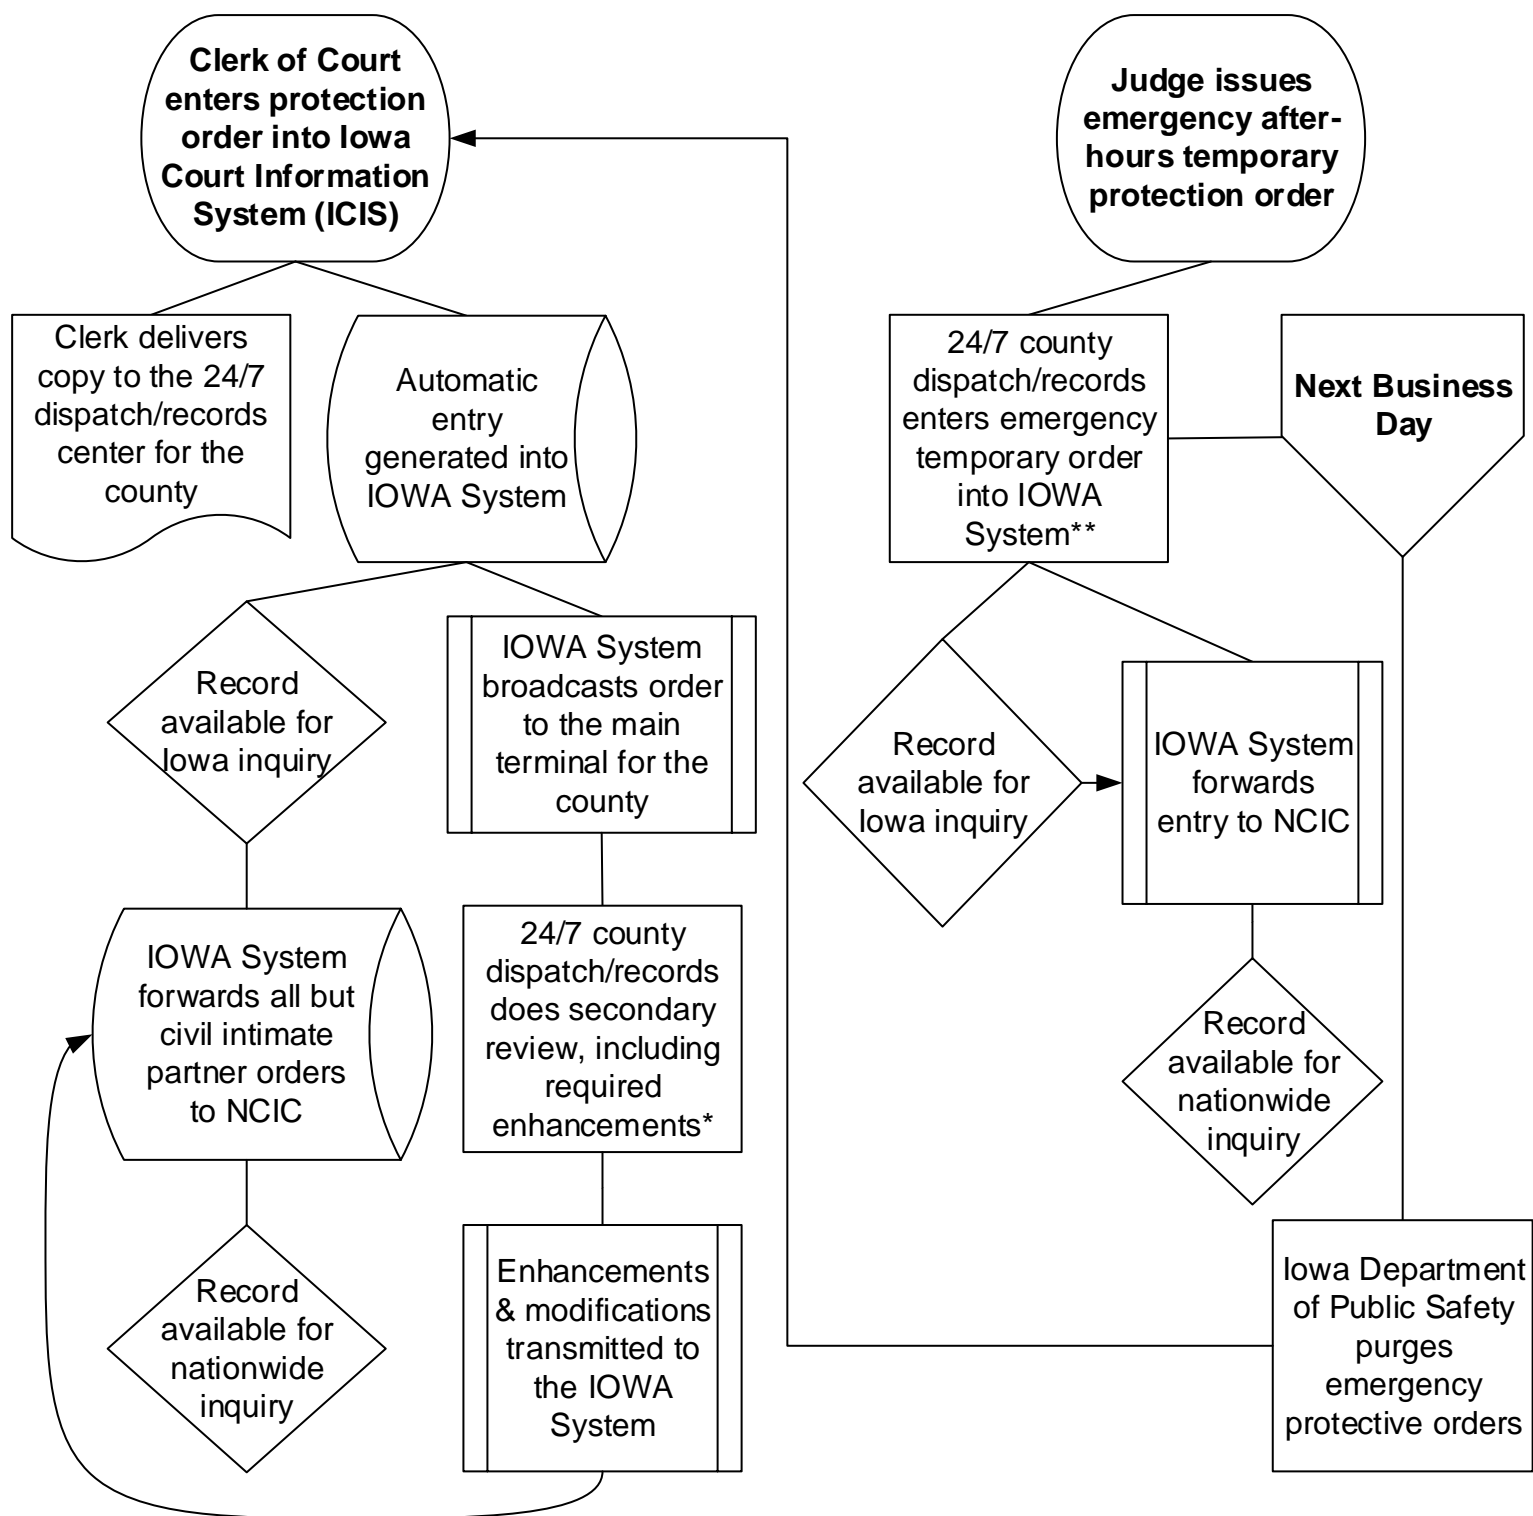 Clerk of Court
enters protection
order into Iowa
Court Information
System (ICIS)
Judge issues
emergency after-
hours temporary
protection order
Clerk delivers
copy to the 24/7
dispatch/records
center for the
county
Automatic
entry
generated into
IOWA System
24/7 county
dispatch/records
enters emergency
temporary order
into IOWA
System**
Next Business
Day
Record
available for
Iowa inquiry
IOWA System
broadcasts order
to the main
terminal for the
county
Record
available for
Iowa inquiry
IOWA System
forwards
entry to NCIC
IOWA System
forwards all but
civil intimate
partner orders
to NCIC
24/7 county
dispatch/records
does secondary
review, including
required
enhancements*
Record
available for
nationwide
inquiry
Record
available for
nationwide
inquiry
Enhancements
& modifications
transmitted to
the IOWA
System
Iowa Department
of Public Safety
purges
emergency
protective orders